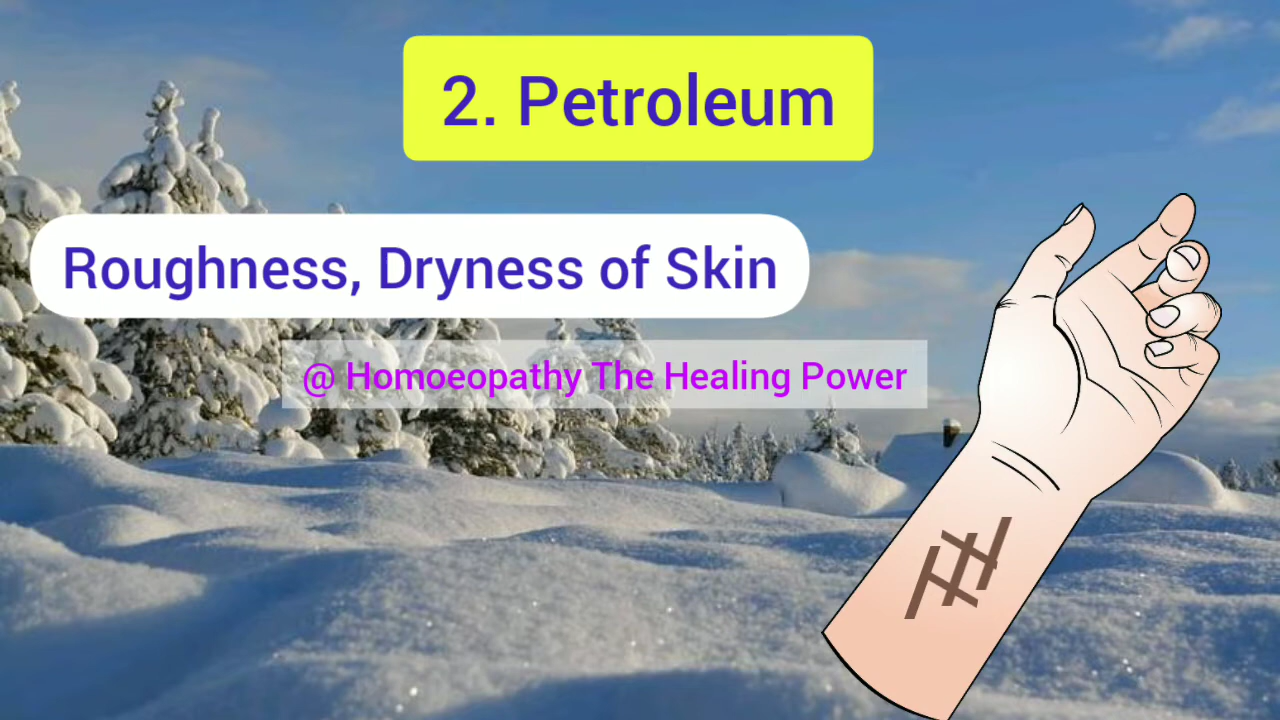 2. Petroleum
Roughness, Dryness of Skin
@ Homoeopathy The Healing Power